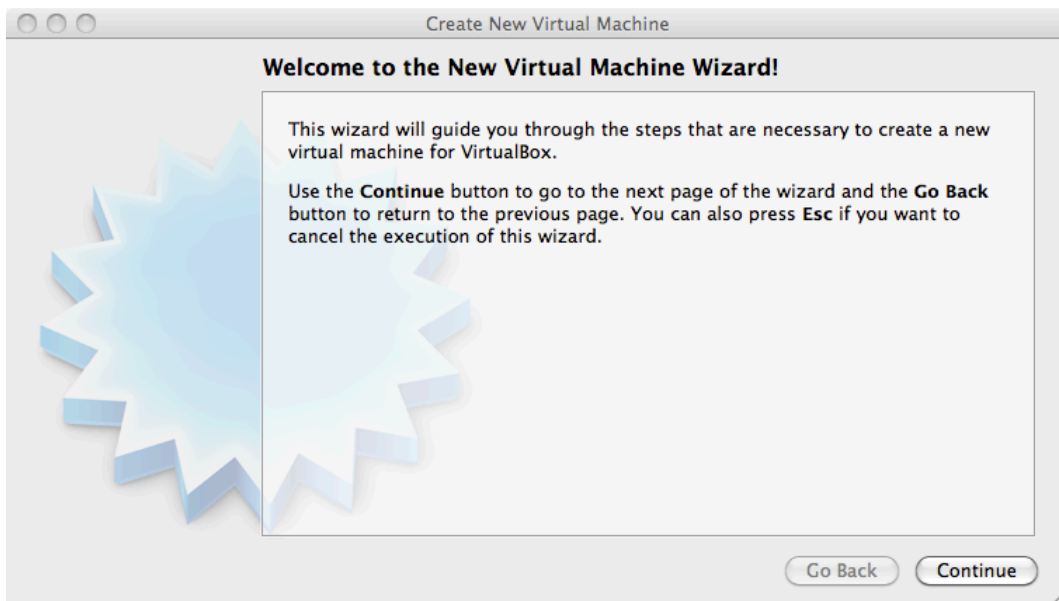 Create New Virtual Machine
Welcome to the New Virtual Machine Wizard!
This wizard will guide you through the steps that are necessary to create a new
virtual machine for VirtualBox.
Use the Continue button to go to the next page of the wizard and the Go Back
button to return to the previous page. You can also press Esc if you want to
cancel the execution of this wizard.
Go Back
Continue